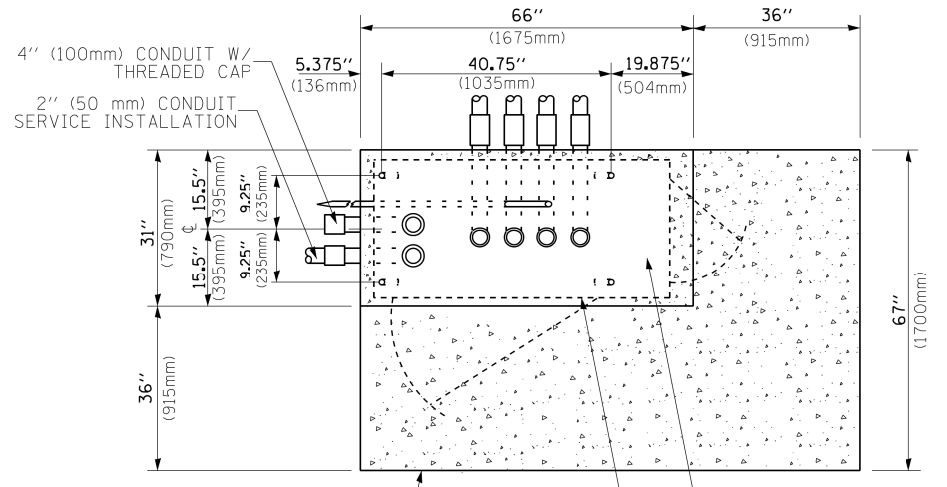 66''
(1675mm)
36''
(915mm)
4'' (100mm) CONDUIT W/
THREADED CAP
5.375''
(136mm)
40.75''
(1035mm)
19.875''
(504mm)
2'' (50 mm) CONDUIT
SERVICE INSTALLATION
31''
(790mm)
℄
15.5''
(395mm)
9.25''
(235mm)
15.5''
(395mm)
9.25''
(235mm)
36''
(915mm)
67''
(1700mm)